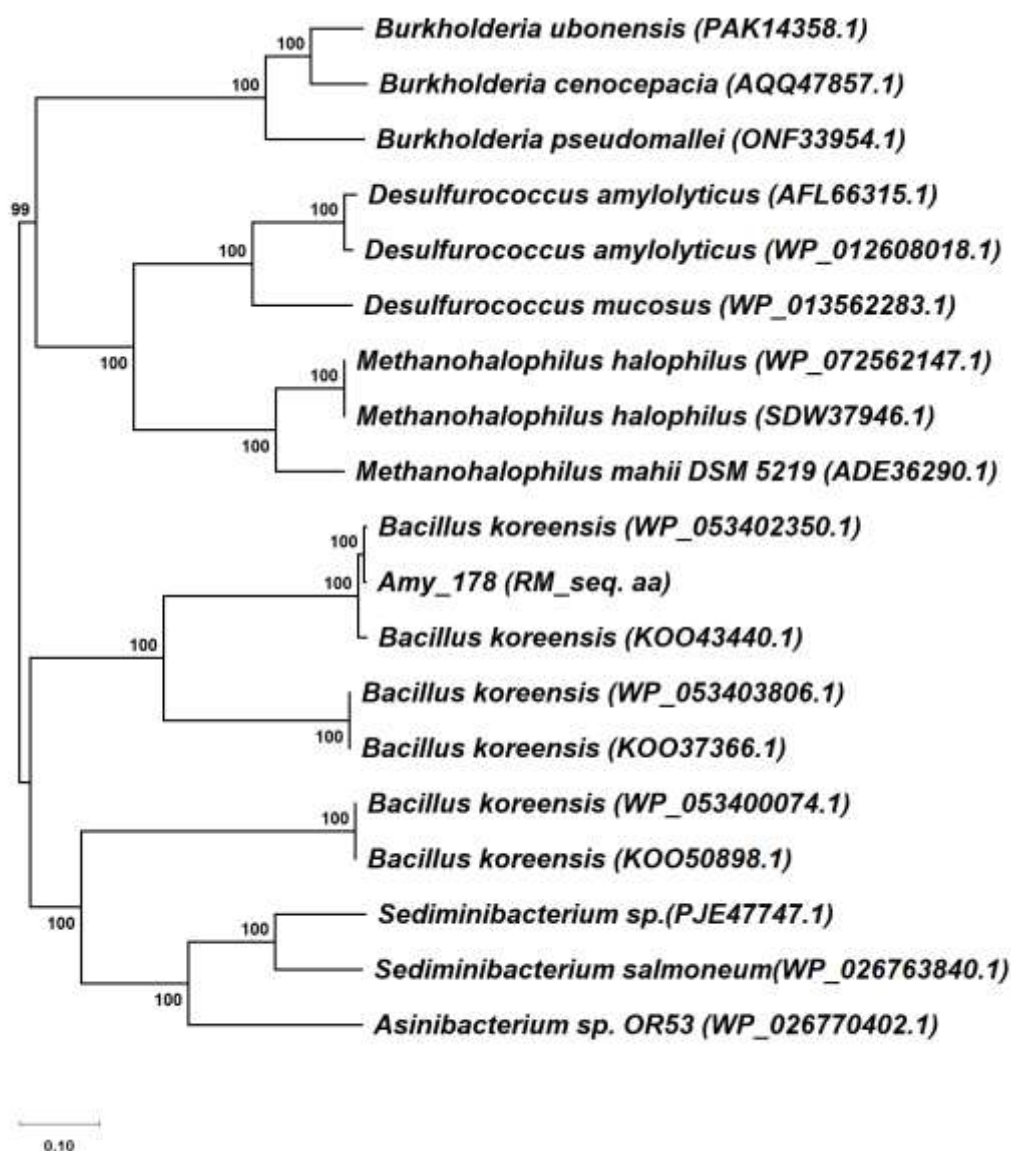 Burkholderia ubonensis (PAK14358.1)
100
Burkholderia cenocepacia (AQQ47857.1)
100
Burkholderia pseudomallei (ONF33954.1)
Desulfurococcus amylolyticus (AFL66315.1)
99
100
Desulfurococcus amylolyticus (WP_012608018.1)
100
Desulfurococcus mucosus (WP_013562283.1)
Methanohalophilus halophilus (WP_072562147.1)
100
100
Methanohalophilus halophilus (SDW37946.1)
100
Methanohalophilus mahii DSM 5219 (ADE36290.1)
Bacillus koreensis (WP_053402350.1)
100
Amy_178 (RM_seq. aa)
100
Bacillus koreensis (KOO43440.1)
100
Bacillus koreensis (WP_053403806.1)
100
Bacillus koreensis (KOO37366.1)
Bacillus koreensis (WP_053400074.1)
100
Bacillus koreensis (KOO50898.1)
Sediminibacterium sp.(PJE47747.1)
100
100
Sediminibacterium salmoneum(WP_026763840.1)
100
Asinibacterium sp. OR53 (WP_026770402.1)
0.10